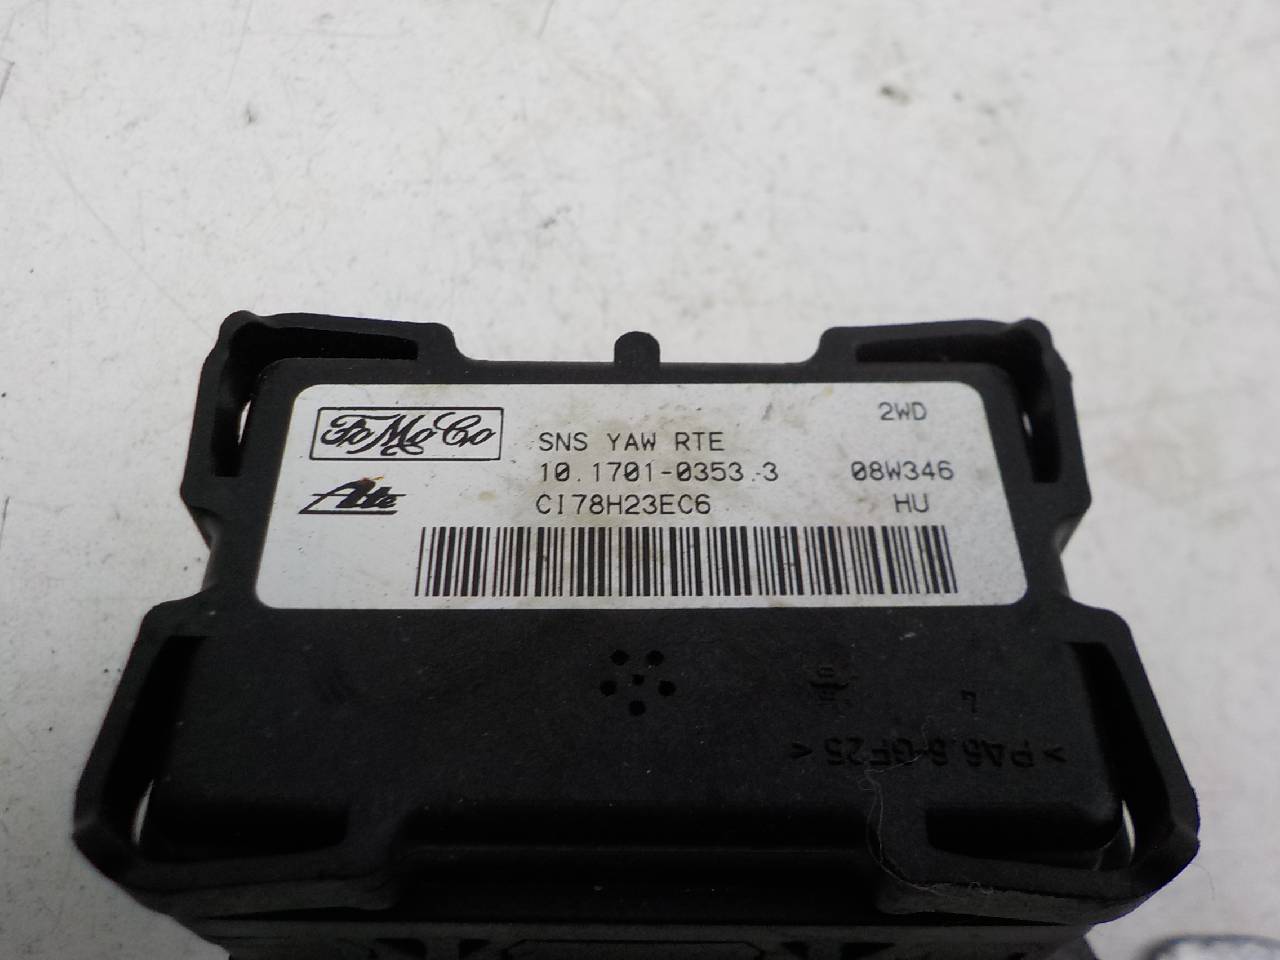 FoMoCo
2WD
SNS YAW RTE
10.1701-0353.3 08W346
Ate
CI78H23EC6 HU
>PA6.6-GF25<